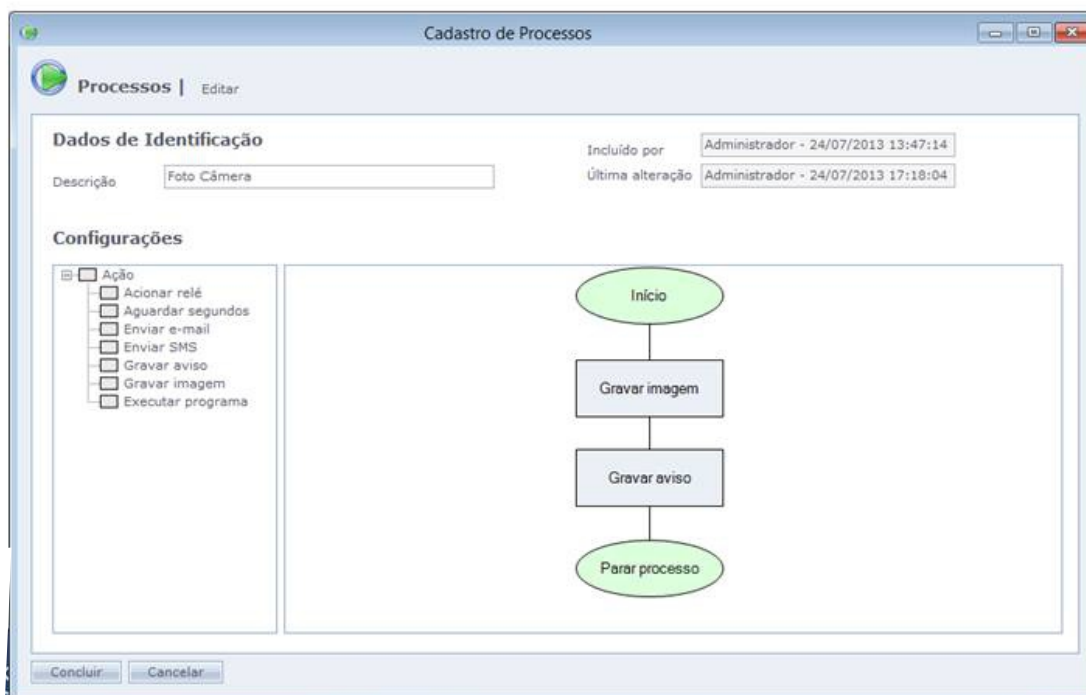 Cadastro de Processos
Processos | Editar
Dados de Identificação
Incluído por Administrador - 24/07/2013 13:47:14
Descrição Foto Câmera
Última alteração Administrador - 24/07/2013 17:18:04
Configurações
Ação
Acionar relé
Aguardar segundos
Enviar e-mail
Enviar SMS
Gravar aviso
Gravar imagem
Executar programa
Início
Gravar imagem
Gravar aviso
Parar processo
Concluir Cancelar